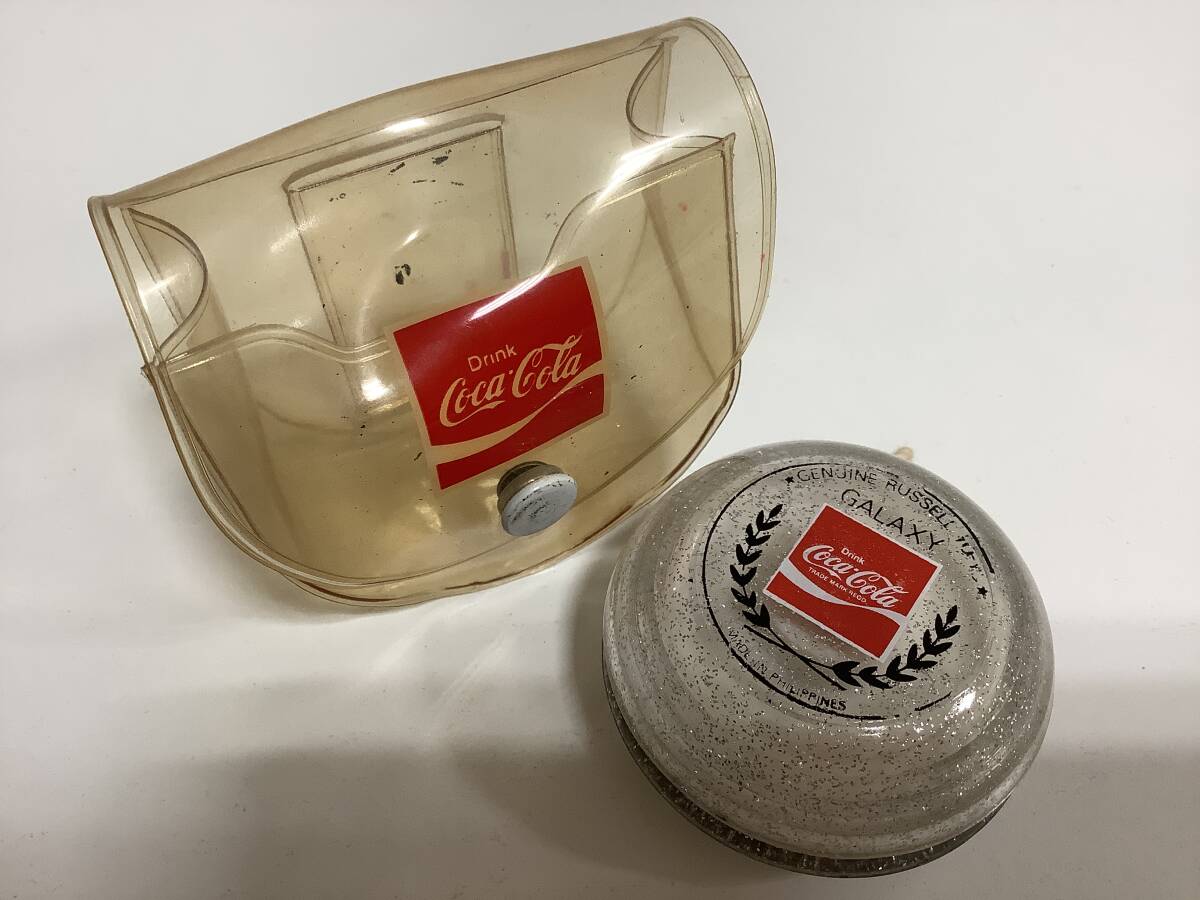 Drink
Coca-Cola
GENUINE RUSSELL
GALAXY
Drink
Coca-Cola
TRADE MARK REGD
MADE IN PHILIPPINES